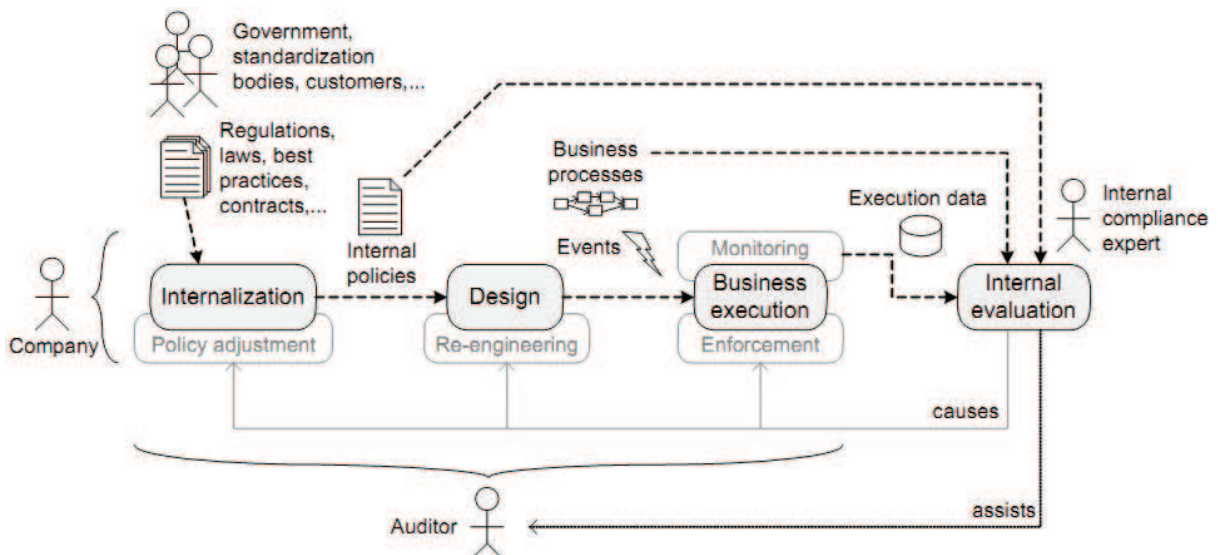 Government,
standardization
bodies, customers,...
Regulations,
laws, best
practices,
contracts,...
Internal
policies
Business
processes
Events
Execution data
Internal
compliance
expert
Company
Internalization
Policy adjustment
Design
Re-engineering
Monitoring
Business
execution
Enforcement
Internal
evaluation
causes
assists
Auditor